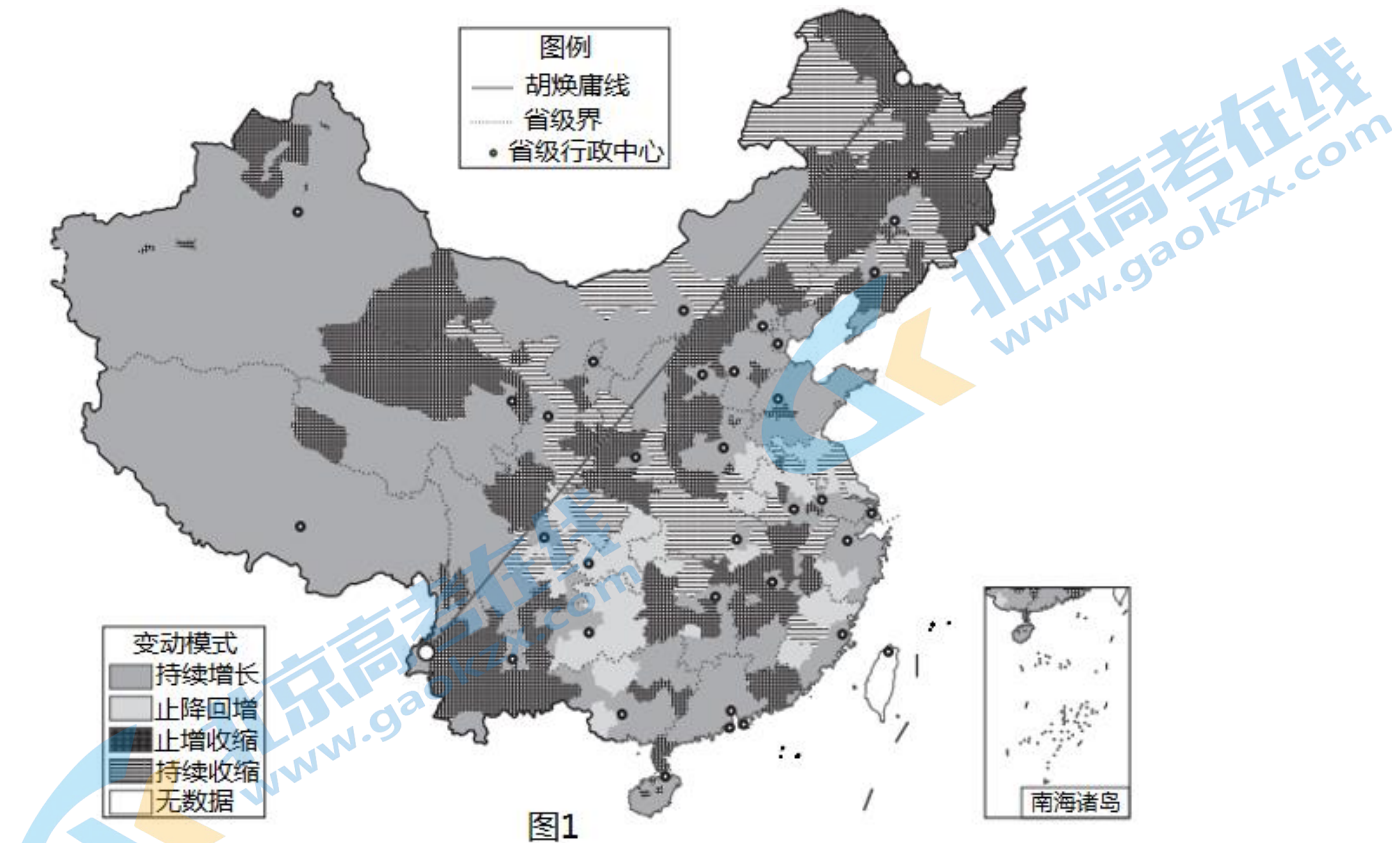 图例
胡焕庸线
省级界
省级行政中心
北京高考在线
www.gaokzx.com
变动模式
持续增长
止降回增
止增收缩
持续收缩
无数据
北京高考在线
www.gaokzx.com
南海诸岛
图1